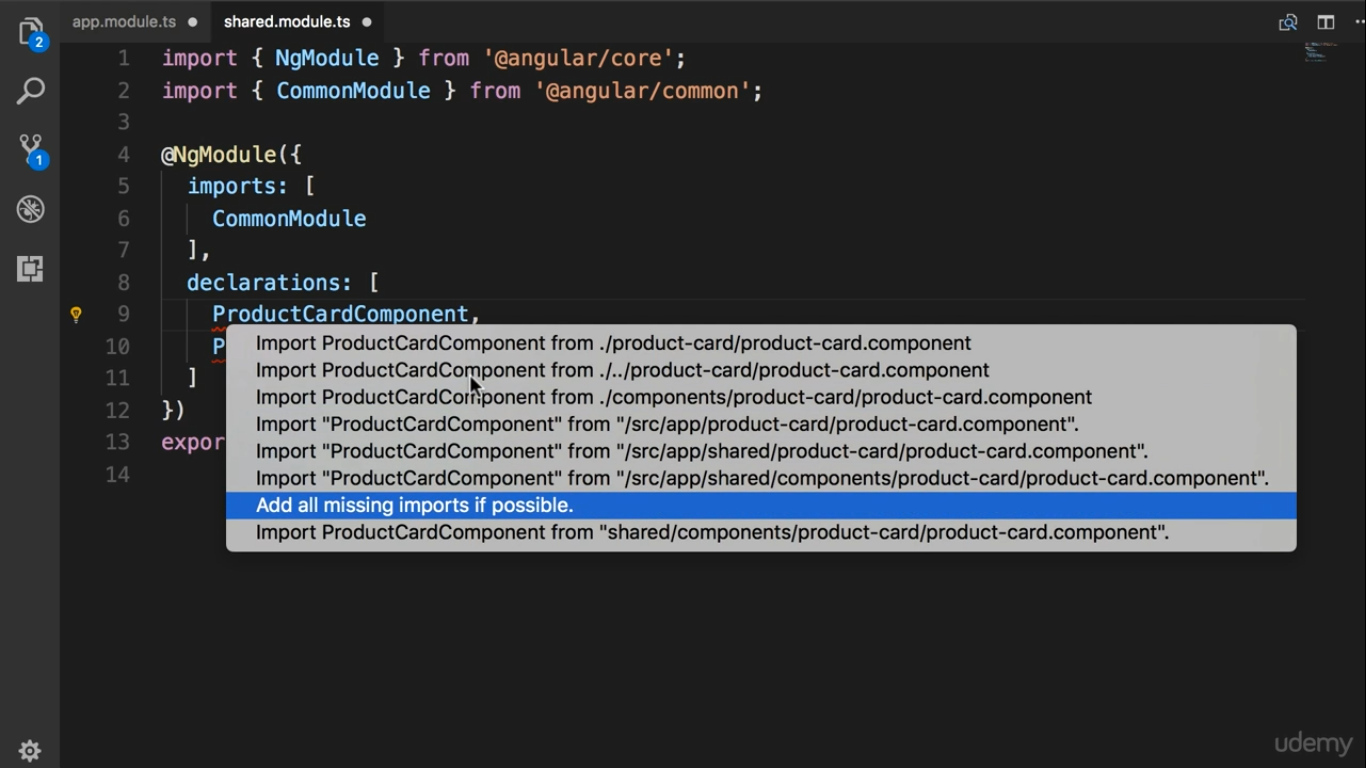 app.module.ts
shared.module.ts
2
1
1 import { NgModule } from '@angular/core';
2 import { CommonModule } from '@angular/common';
3
4 @NgModule({
5 imports: [
6 CommonModule
7 ],
8 declarations: [
9 ProductCardComponent,
10 P
11 ]
12 })
13 expor
14
Import ProductCardComponent from ./product-card/product-card.component
Import ProductCardComponent from ./../product-card/product-card.component
Import ProductCardComponent from ./components/product-card/product-card.component
Import "ProductCardComponent" from "/src/app/product-card/product-card.component".
Import "ProductCardComponent" from "/src/app/shared/product-card/product-card.component".
Import "ProductCardComponent" from "/src/app/shared/components/product-card/product-card.component".
Add all missing imports if possible.
Import ProductCardComponent from "shared/components/product-card/product-card.component".
udemy